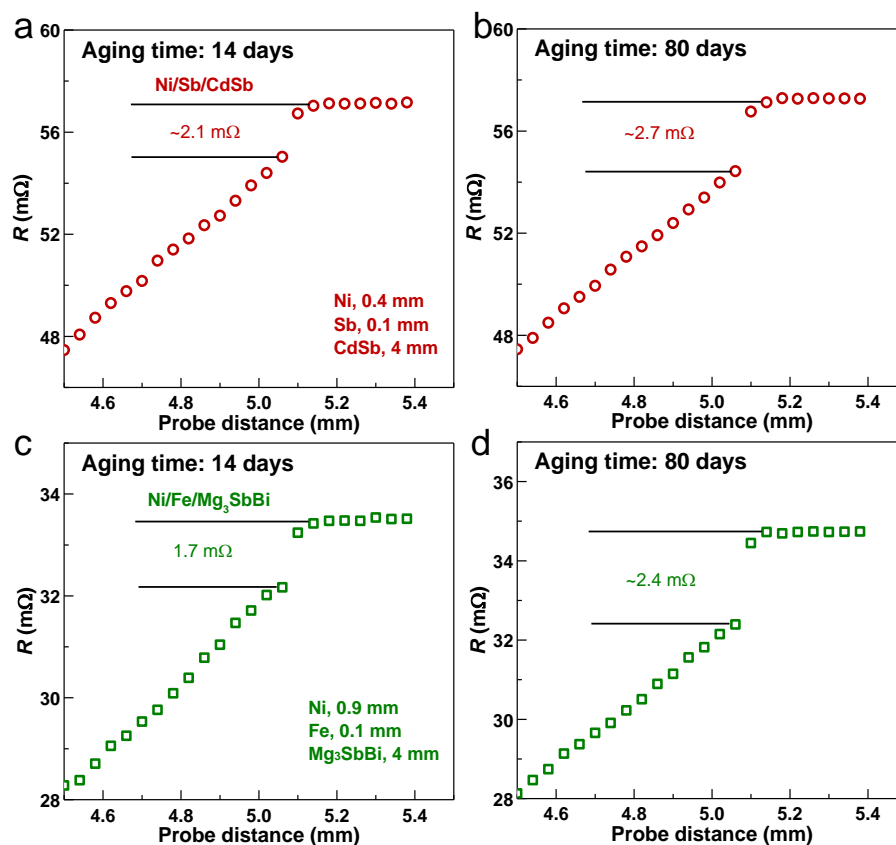 a
Aging time: 14 days
Ni/Sb/CdSb
~2.1 mΩ
Ni, 0.4 mm
Sb, 0.1 mm
CdSb, 4 mm
60
56
52
48
R (mΩ)
4.6 4.8 5.0 5.2 5.4
Probe distance (mm)
b
Aging time: 80 days
~2.7 mΩ
60
57
54
51
48
R (mΩ)
4.6 4.8 5.0 5.2 5.4
Probe distance (mm)
c
Aging time: 14 days
Ni/Fe/Mg₃SbBi
1.7 mΩ
Ni, 0.9 mm
Fe, 0.1 mm
Mg₃SbBi, 4 mm
34
32
30
28
R (mΩ)
4.6 4.8 5.0 5.2 5.4
Probe distance (mm)
d
Aging time: 80 days
~2.4 mΩ
36
34
32
29
28
R (mΩ)
4.6 4.8 5.0 5.2 5.4
Probe distance (mm)